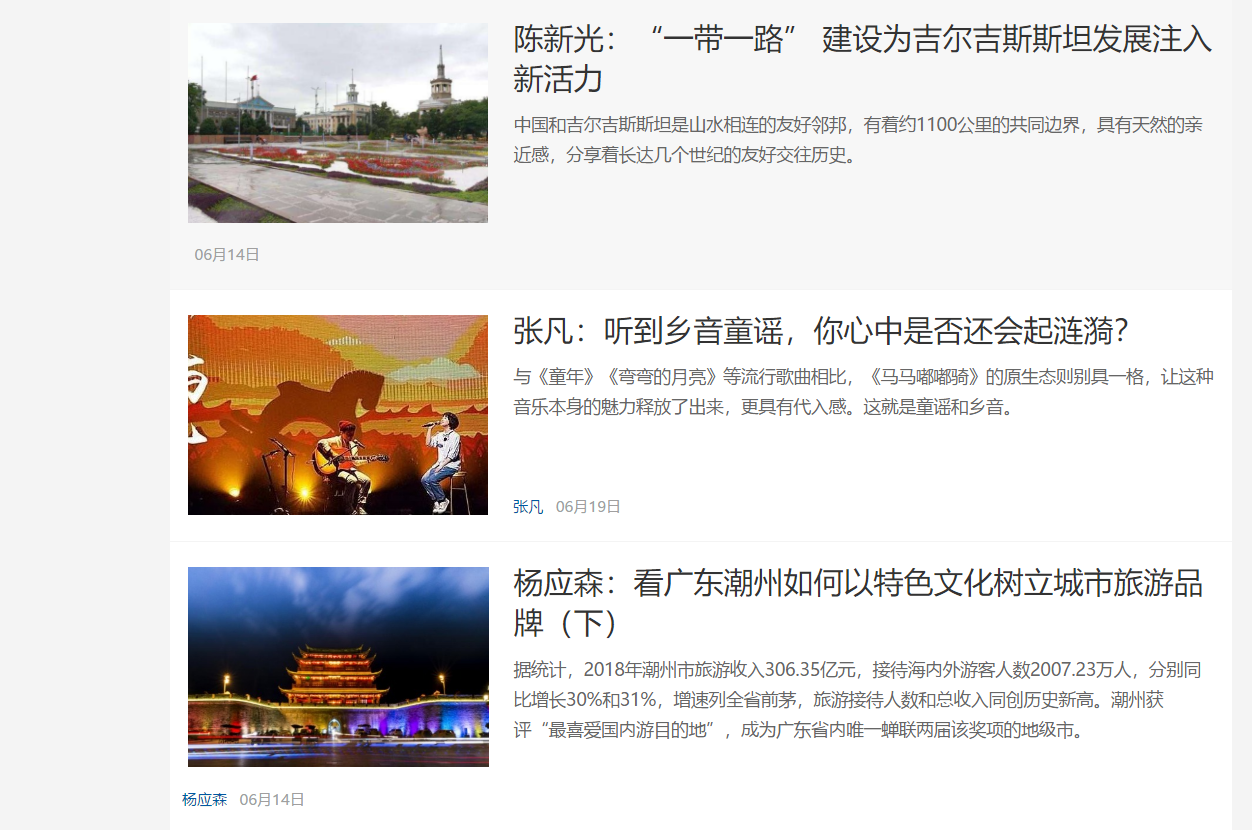 陈新光：“一带一路” 建设为吉尔吉斯斯坦发展注入
新活力
中国和吉尔吉斯斯坦是山水相连的友好邻邦，有着约1100公里的共同边界，具有天然的亲
近感，分享着长达几个世纪的友好交往历史。
06月14日
张凡：听到乡音童谣，你心中是否还会起涟漪？
与《童年》《弯弯的月亮》等流行歌曲相比，《马马嘟嘟骑》的原生态则别具一格，让这种
音乐本身的魅力释放了出来，更具有代入感。这就是童谣和乡音。
张凡 06月19日
杨应森：看广东潮州如何以特色文化树立城市旅游品
牌（下）
据统计，2018年潮州市旅游收入306.35亿元，接待海内外游客人数2007.23万人，分别同
比增长30%和31%，增速列全省前茅，旅游接待人数和总收入同创历史新高。潮州获
评“最喜爱国内游目的地”，成为广东省内唯一蝉联两届该奖项的地级市。
杨应森 06月14日